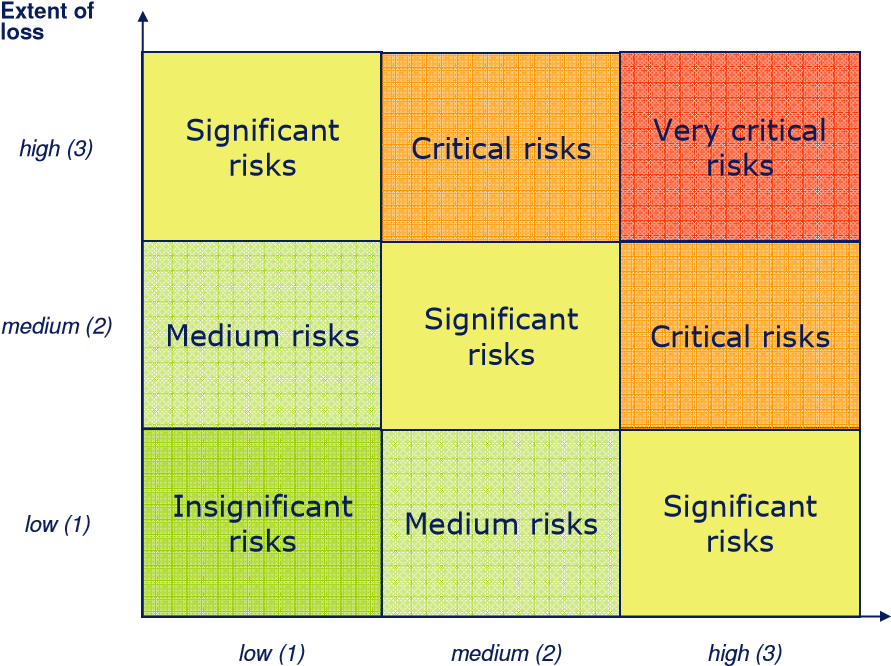 Extent of
loss
high (3)
Significant
risks
Critical risks
Very critical
risks
medium (2)
Medium risks
Significant
risks
Critical risks
low (1)
Insignificant
risks
Medium risks
Significant
risks
low (1)
medium (2)
high (3)